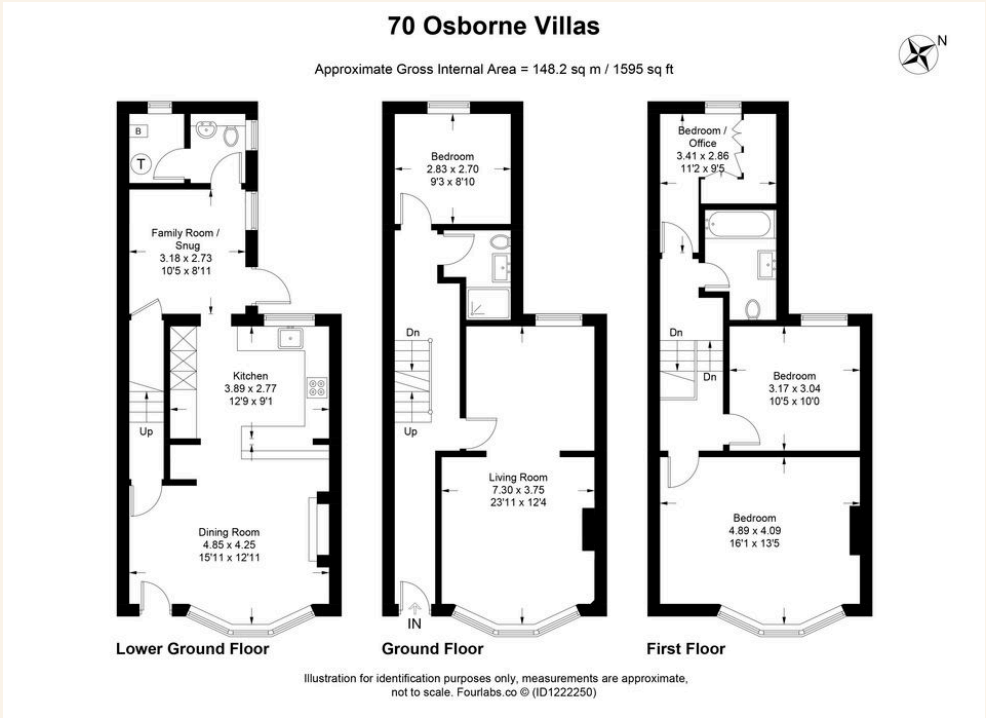 70 Osborne Villas
N
Approximate Gross Internal Area = 148.2 sq m / 1595 sq ft
B
T
Family Room /
Snug
3.18 x 2.73
10'5 x 8'11
Kitchen
3.89 x 2.77
12'9 x 9'1
Up
Dining Room
4.85 x 4.25
15'11 x 12'11
Lower Ground Floor
Bedroom
2.83 x 2.70
9'3 x 8'10
Dn
Up
Living Room
7.30 x 3.75
23'11 x 12'4
IN
Ground Floor
Bedroom /
Office
3.41 x 2.86
11'2 x 9'5
Dn
Dn
Bedroom
3.17 x 3.04
10'5 x 10'0
Bedroom
4.89 x 4.09
16'1 x 13'5
First Floor
Illustration for identification purposes only, measurements are approximate,
not to scale. Fourlabs.co © (ID1222250)